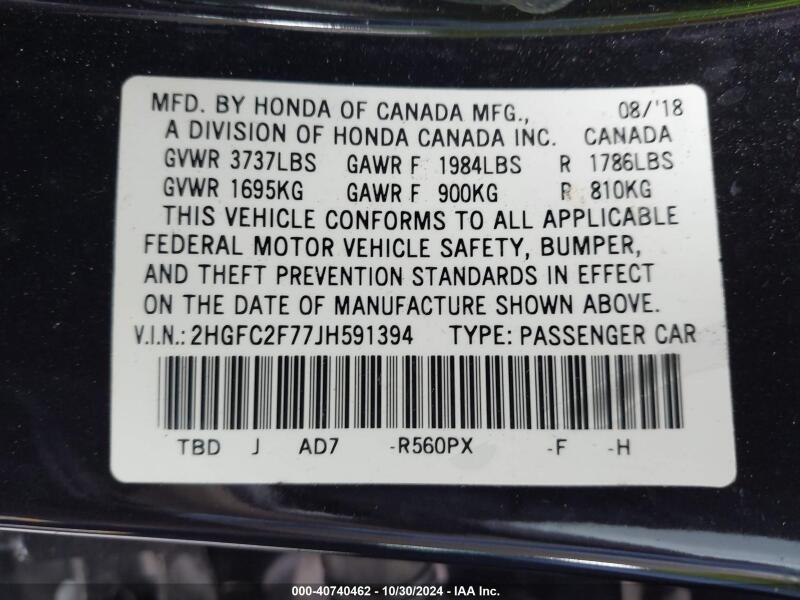 MFD. BY HONDA OF CANADA MFG., 08/'18
A DIVISION OF HONDA CANADA INC. CANADA
GVWR 3737LBS GAWR F 1984LBS R 1786LBS
GVWR 1695KG GAWR F 900KG R 810KG
THIS VEHICLE CONFORMS TO ALL APPLICABLE
FEDERAL MOTOR VEHICLE SAFETY, BUMPER,
AND THEFT PREVENTION STANDARDS IN EFFECT
ON THE DATE OF MANUFACTURE SHOWN ABOVE.
V.I.N.: 2HGFC2F77JH591394 TYPE: PASSENGER CAR
TBD J AD7 -R560PX -F -H
000-40740462 - 10/30/2024 - IAA Inc.